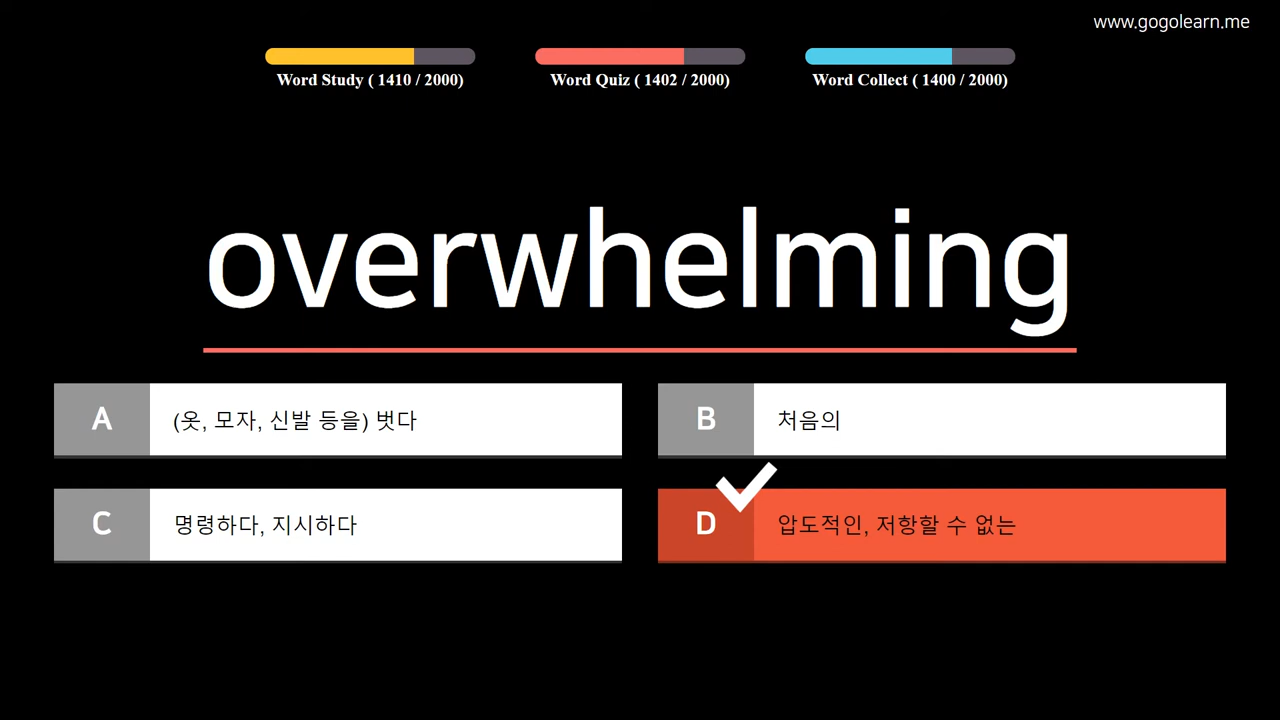 www.gogolearn.me
Word Study ( 1410 / 2000)
Word Quiz ( 1402 / 2000)
Word Collect ( 1400 / 2000)
overwhelming
A (옷, 모자, 신발 등을) 벗다
B 처음의
C 명령하다, 지시하다
D 압도적인, 저항할 수 없는